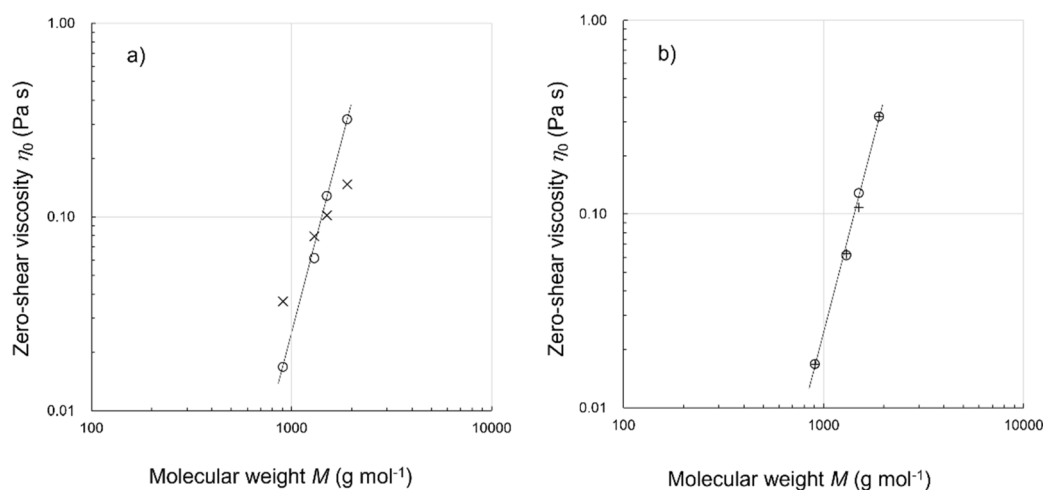 a)
Zero-shear viscosity η₀ (Pa s)
1.00
0.10
0.01
100
1000
10000
Molecular weight M (g mol⁻¹)
b)
Zero-shear viscosity η₀ (Pa s)
1.00
0.10
0.01
100
1000
10000
Molecular weight M (g mol⁻¹)